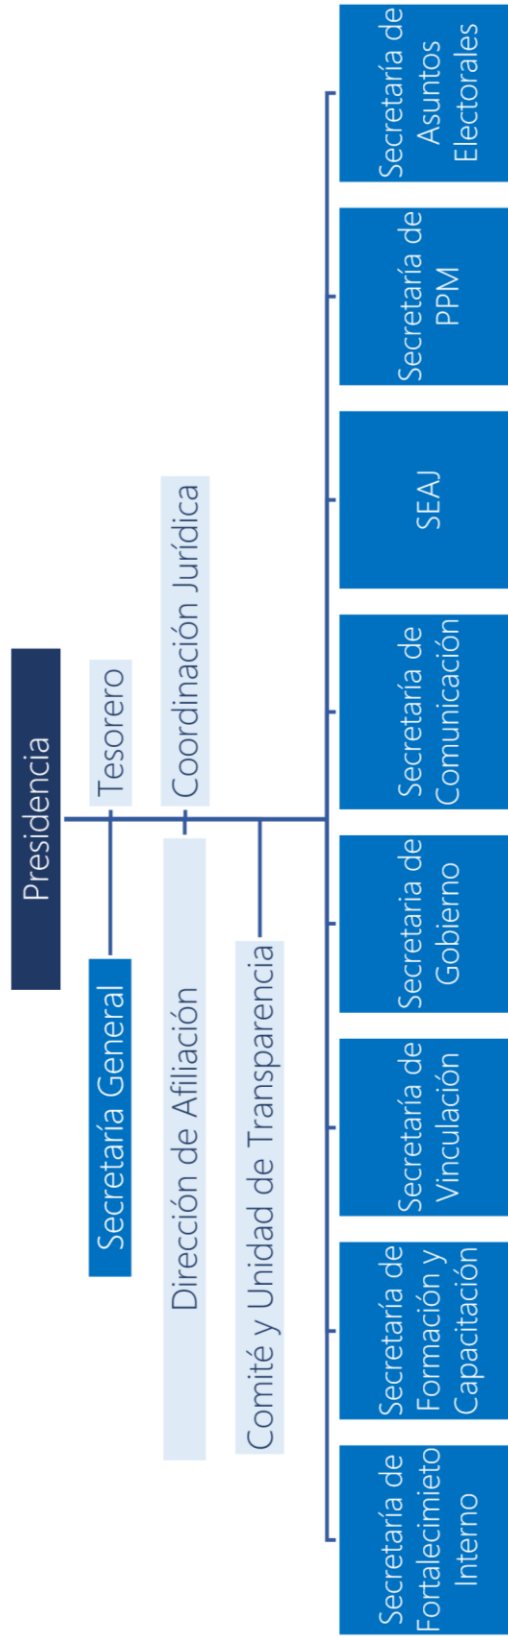 Presidencia
Secretaría General
Tesorero
Dirección de Afiliación
Coordinación Jurídica
Comité y Unidad de Transparencia
Secretaría de
Fortalecimieto
Interno
Secretaría de
Formación y
Capacitación
Secretaría de
Vinculación
Secretaria de
Gobierno
Secretaría de
Comunicación
SEAJ
Secretaría de
PPM
Secretaría de
Asuntos
Electorales